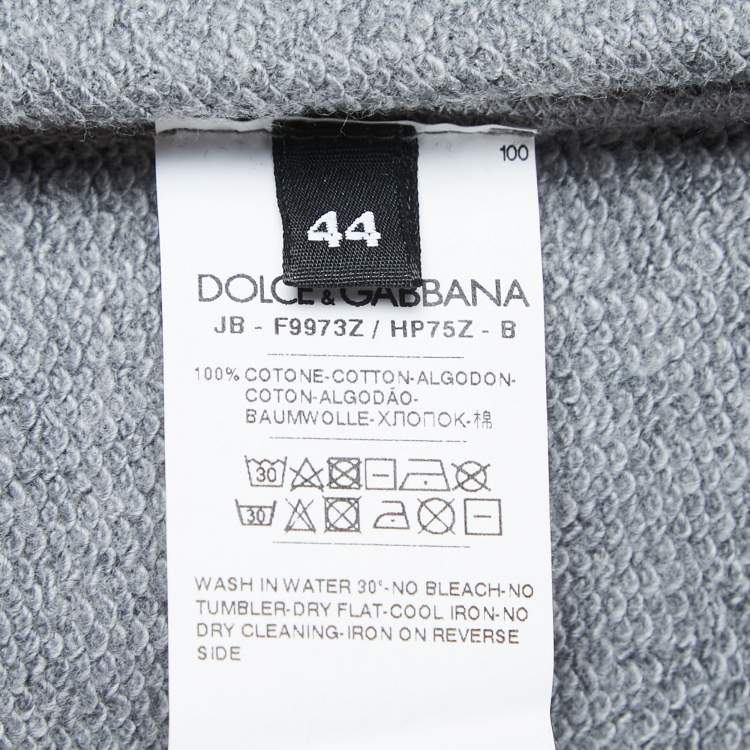 100
44
DOLCE & GABBANA
JB - F9973Z / HP75Z - B
100% COTONE-COTTON-ALGODON-
COTON-ALGODÃO-
BAUMWOLLE-ХЛОПОК-棉
30
30
WASH IN WATER 30°-NO BLEACH-NO
TUMBLER-DRY FLAT-COOL IRON-NO
DRY CLEANING-IRON ON REVERSE
SIDE